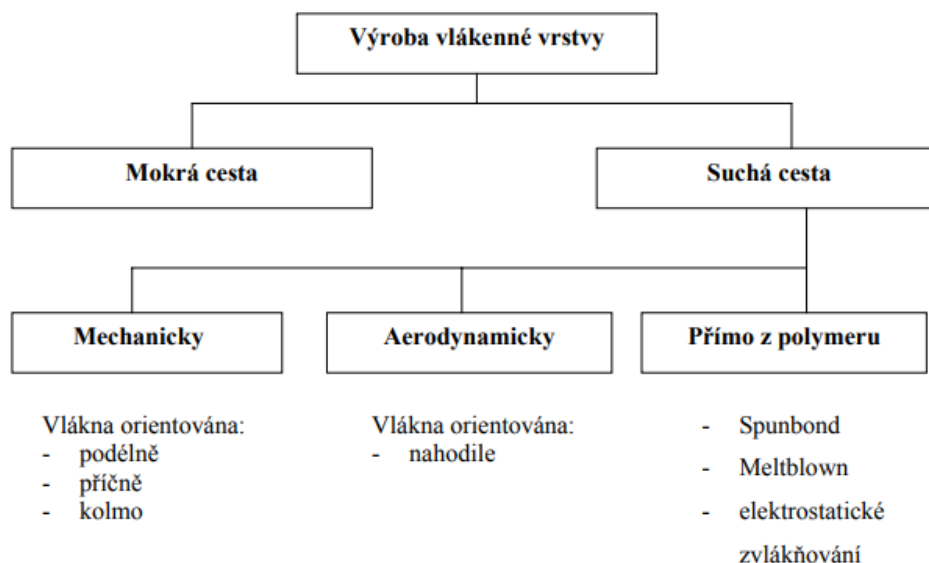 Výroba vlákenné vrstvy
Mokrá cesta
Suchá cesta
Mechanicky
Aerodynamicky
Přímo z polymeru
Vlákna orientována:
- podélně
- příčně
- kolmo
Vlákna orientována:
- nahodile
- Spunbond
- Meltblown
- elektrostatické
zvlákňování